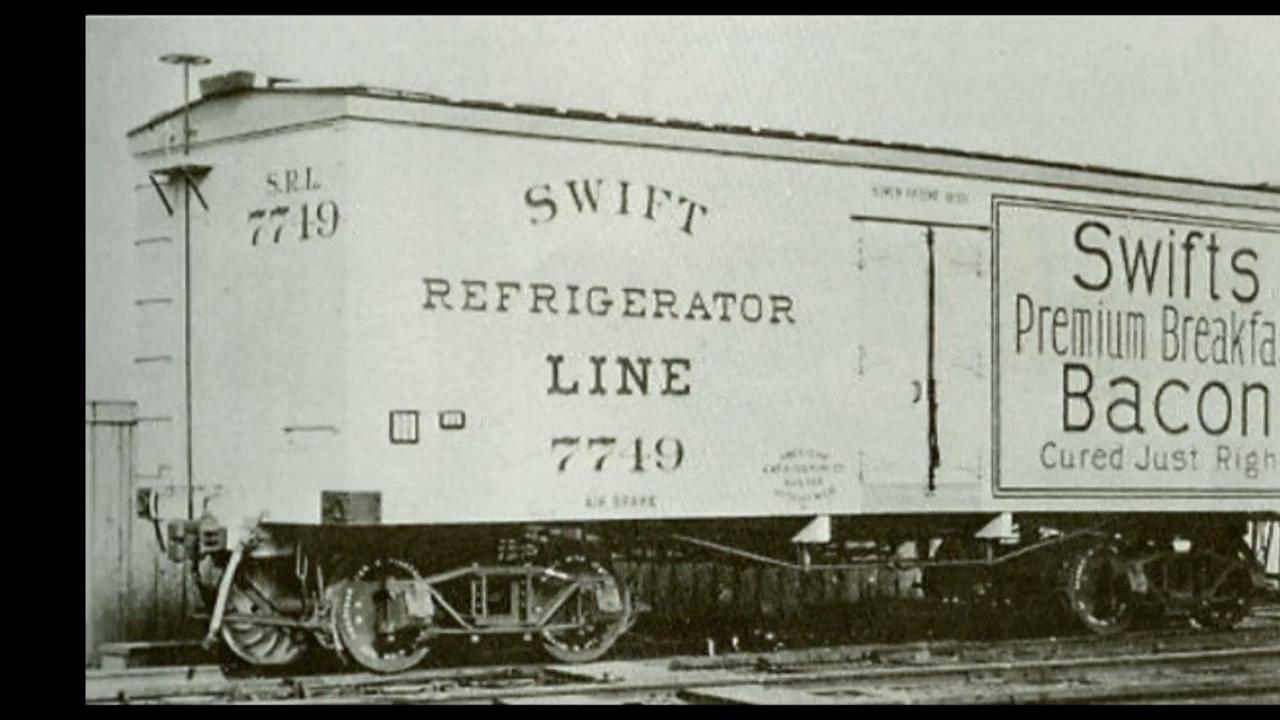 S.R.L.
7749
SWIFT
REFRIGERATOR
LINE
7749
AIR BRAKE
Swifts
Premium Breakfa
Bacon
Cured Just Righ